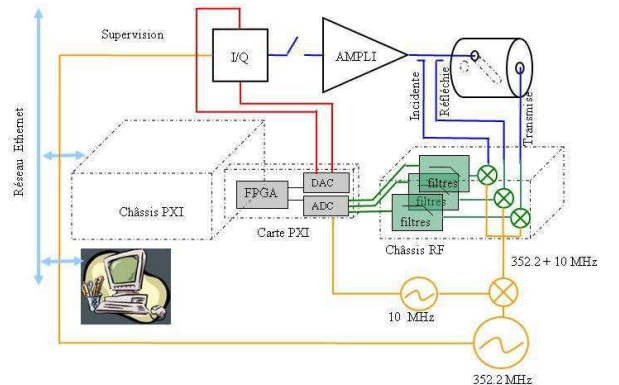 Supervision
I/Q
AMPLI
Incidente
Réfléchie
Transmise
Réseau Ethernet
Châssis PXI
FPGA
DAC
ADC
Carte PXI
filtres
filtres
filtres
Châssis RF
352.2 + 10 MHz
10 MHz
352.2 MHz